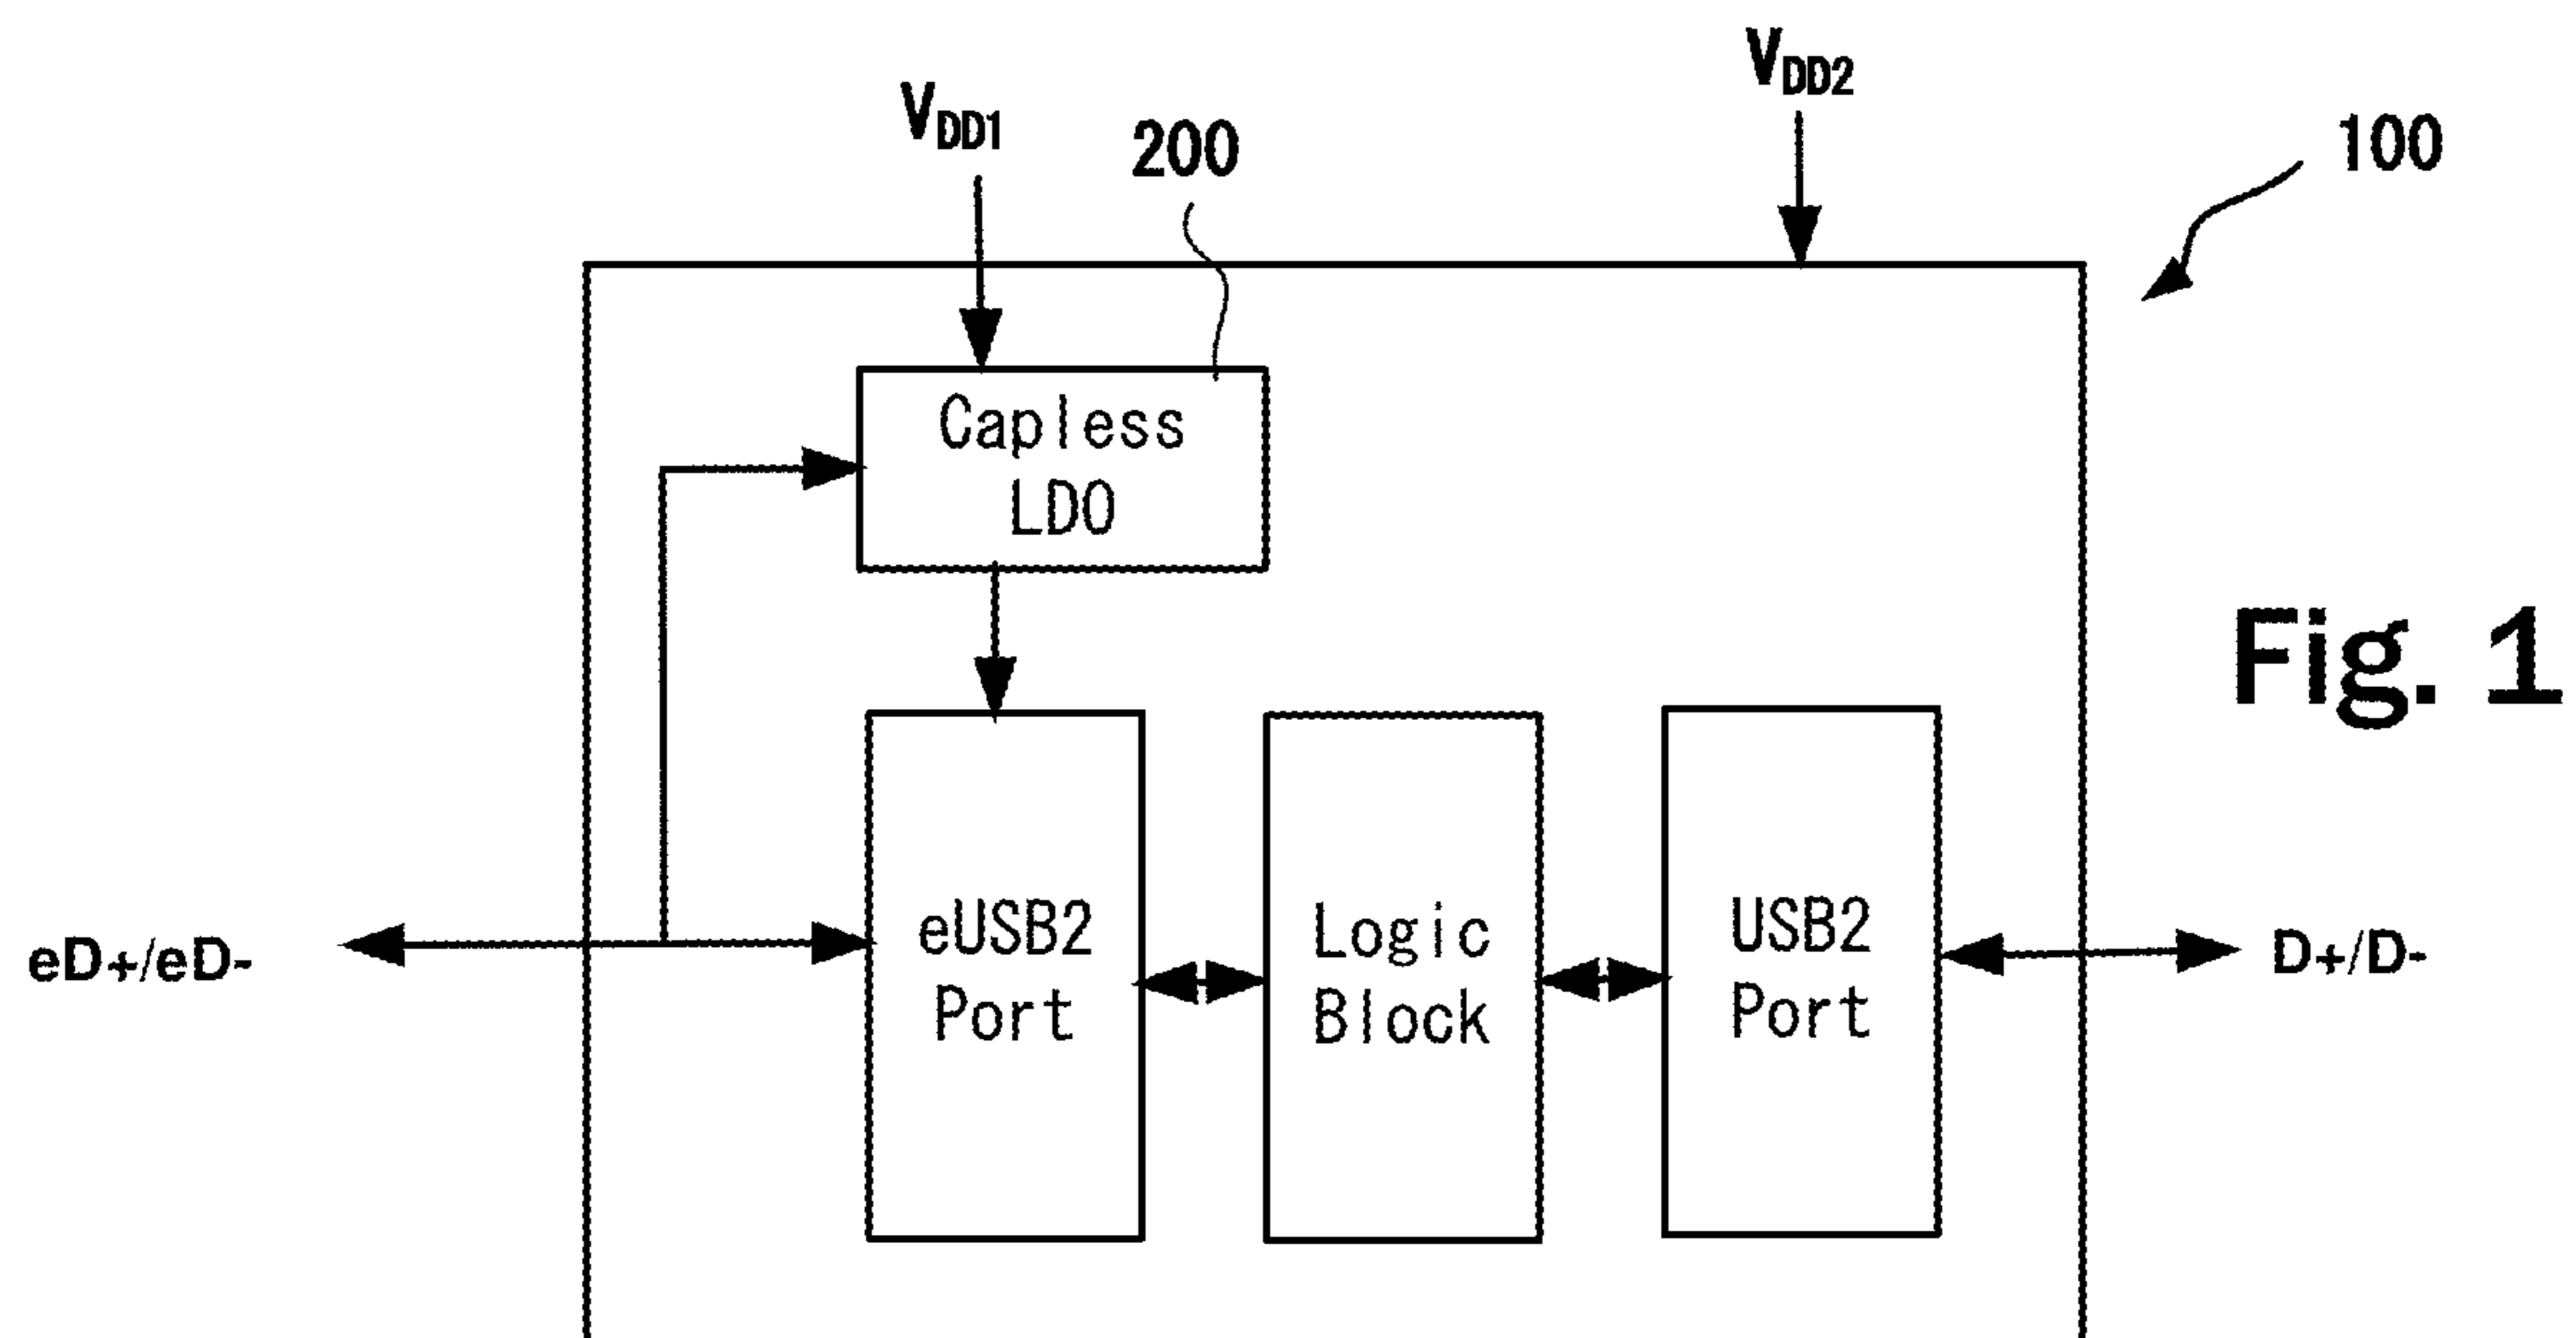 VDD2
VDD1
200
100
Capless
LDO
Fig. 1
eD+/eD-
eUSB2
Port
Logic
Block
USB2
Port
D+/D-